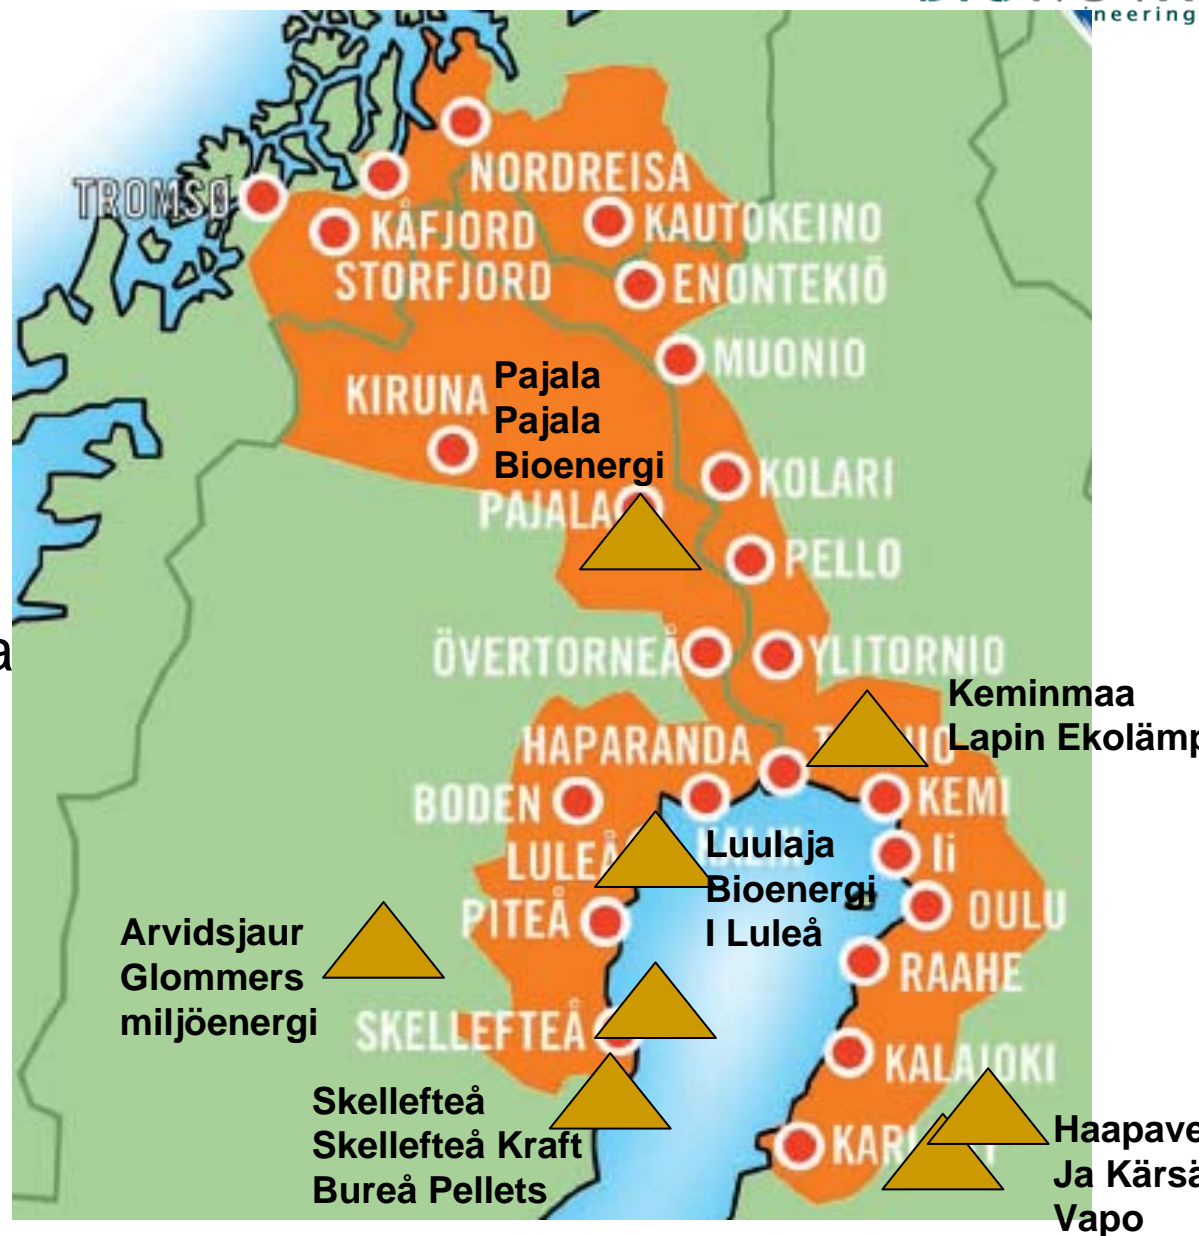 neering
NORDREISA
TROMSØ
KÅFJORD
KAUTOKEINO
STORFJORD
ENONTEKIÖ
MUONIO
KIRUNA
Pajala
Pajala
Bioenergi
KOLARI
PAJALA
PELLO
a
ÖVERTORNEÅ
YLITORNIO
Keminmaa
Lapin Ekolämp
HAPARANDA
BODEN
KEMI
LULEÅ
Luulaja
Bioenergi
I Luleå
Ii
PITEÅ
OULU
Arvidsjaur
Glommers
miljöenergi
RAAHE
SKELLEFTEÅ
KALAJOKI
Skellefteå
Skellefteå Kraft
Bureå Pellets
Haapave
Ja Kärsä
Vapo